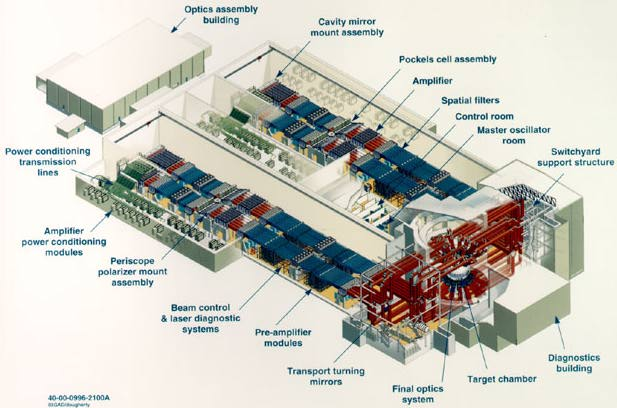 Optics assembly
building
Cavity mirror
mount assembly
Pockels cell assembly
Amplifier
Spatial filters
Control room
Master oscillator
room
Switchyard
support structure
Power conditioning
transmission
lines
Amplifier
power conditioning
modules
Periscope
polarizer mount
assembly
Beam control
& laser diagnostic
systems
Pre-amplifier
modules
Transport turning
mirrors
Final optics
system
Target chamber
Diagnostics
building
40-00-0996-2100A